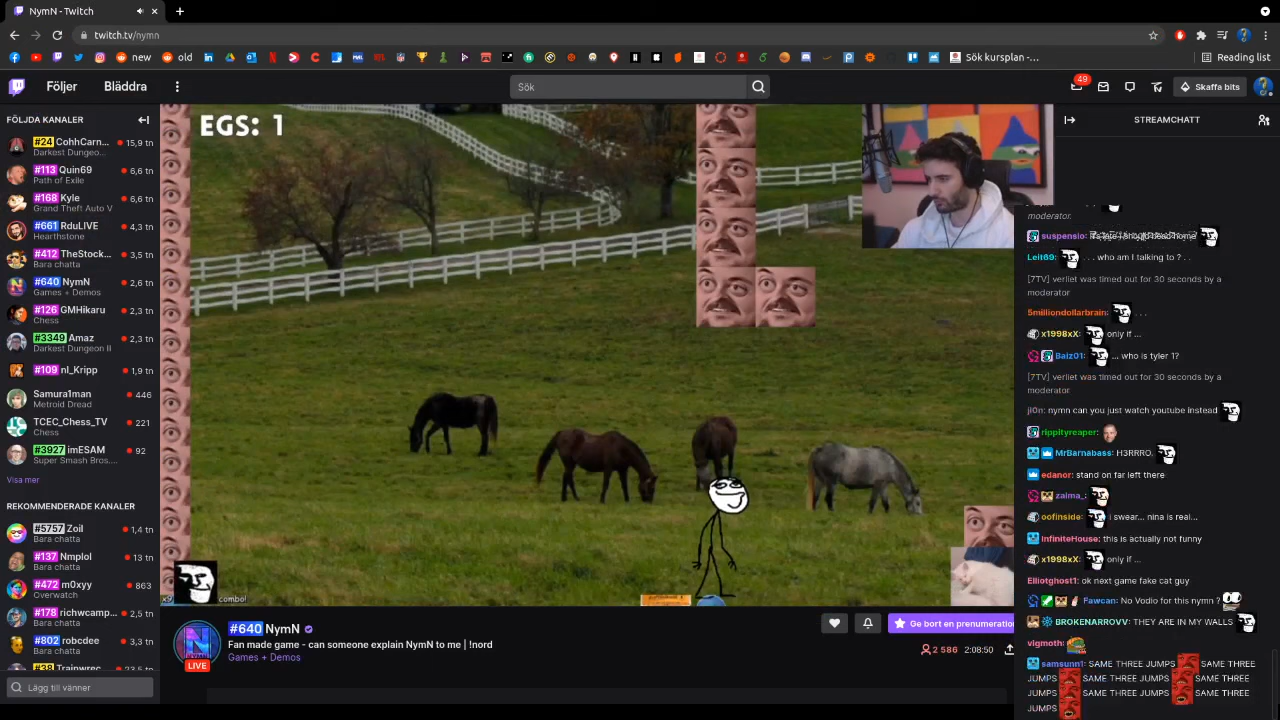 NymN - Twitch
twitch.tv/nymn
new
old
Sök kursplan -...
Reading list
Följer
Bläddra
Sök
49
Skaffa bits
FÖLJDA KANALER
#24 CohhCarn...
Darkest Dungeo...
15,9 tn
#113 Quin69
Path of Exile
6,6 tn
#168 Kyle
Grand Theft Auto V
6,6 tn
#661 RduLIVE
Hearthstone
4,3 tn
#412 TheStock...
Bara chatta
3,5 tn
#640 NymN
Games + Demos
2,6 tn
#126 GMHikaru
Chess
2,3 tn
#3349 Amaz
Darkest Dungeon II
2,3 tn
#109 nl_Kripp
1,9 tn
Samura1man
Metroid Dread
446
TCEC_Chess_TV
Chess
221
#3927 imESAM
Super Smash Bros....
92
Visa mer
REKOMMENDERADE KANALER
#5757 Zoil
Bara chatta
1,4 tn
#137 Nmplol
Bara chatta
13 tn
#472 m0xyy
Overwatch
863
#178 richwcamp...
Bara chatta
2,5 tn
#802 robcdee
Bara chatta
3,3 tn
#38 Trainwrec...
23,5 tn
Lägg till vänner
EGS: 1
x9
combo!
LIVE
#640 NymN
Fan made game - can someone explain NymN to me | !nord
Games + Demos
Ge bort en prenumeration
2 586
2:08:50
STREAMCHATT
moderator.
suspensio:
Leit69: . . . who am I talking to ? . .
[7TV] verliet was timed out for 30 seconds by a
moderator
5milliondollarbrain: . . .
x1998xX: only if ...
Baiz01: ... who is tyler 1?
[7TV] verliet was timed out for 30 seconds by a
moderator
ji0n: nymn can you just watch youtube instead
rippityreaper:
MrBarnabass: H3RRRO.
edanor: stand on far left there
zaima_:
oofinside: i swear... nina is real...
InfiniteHouse: this is actually not funny
x1998xX: only if ...
Elliotghost1: ok next game fake cat guy
Fawcan: No Vodio for this nymn ?
BROKENARROVV: THEY ARE IN MY WALLS
vigmoth:
samsunn1: SAME THREE JUMPS SAME THREE
JUMPS SAME THREE JUMPS SAME THREE
JUMPS SAME THREE JUMPS SAME THREE
JUMPS